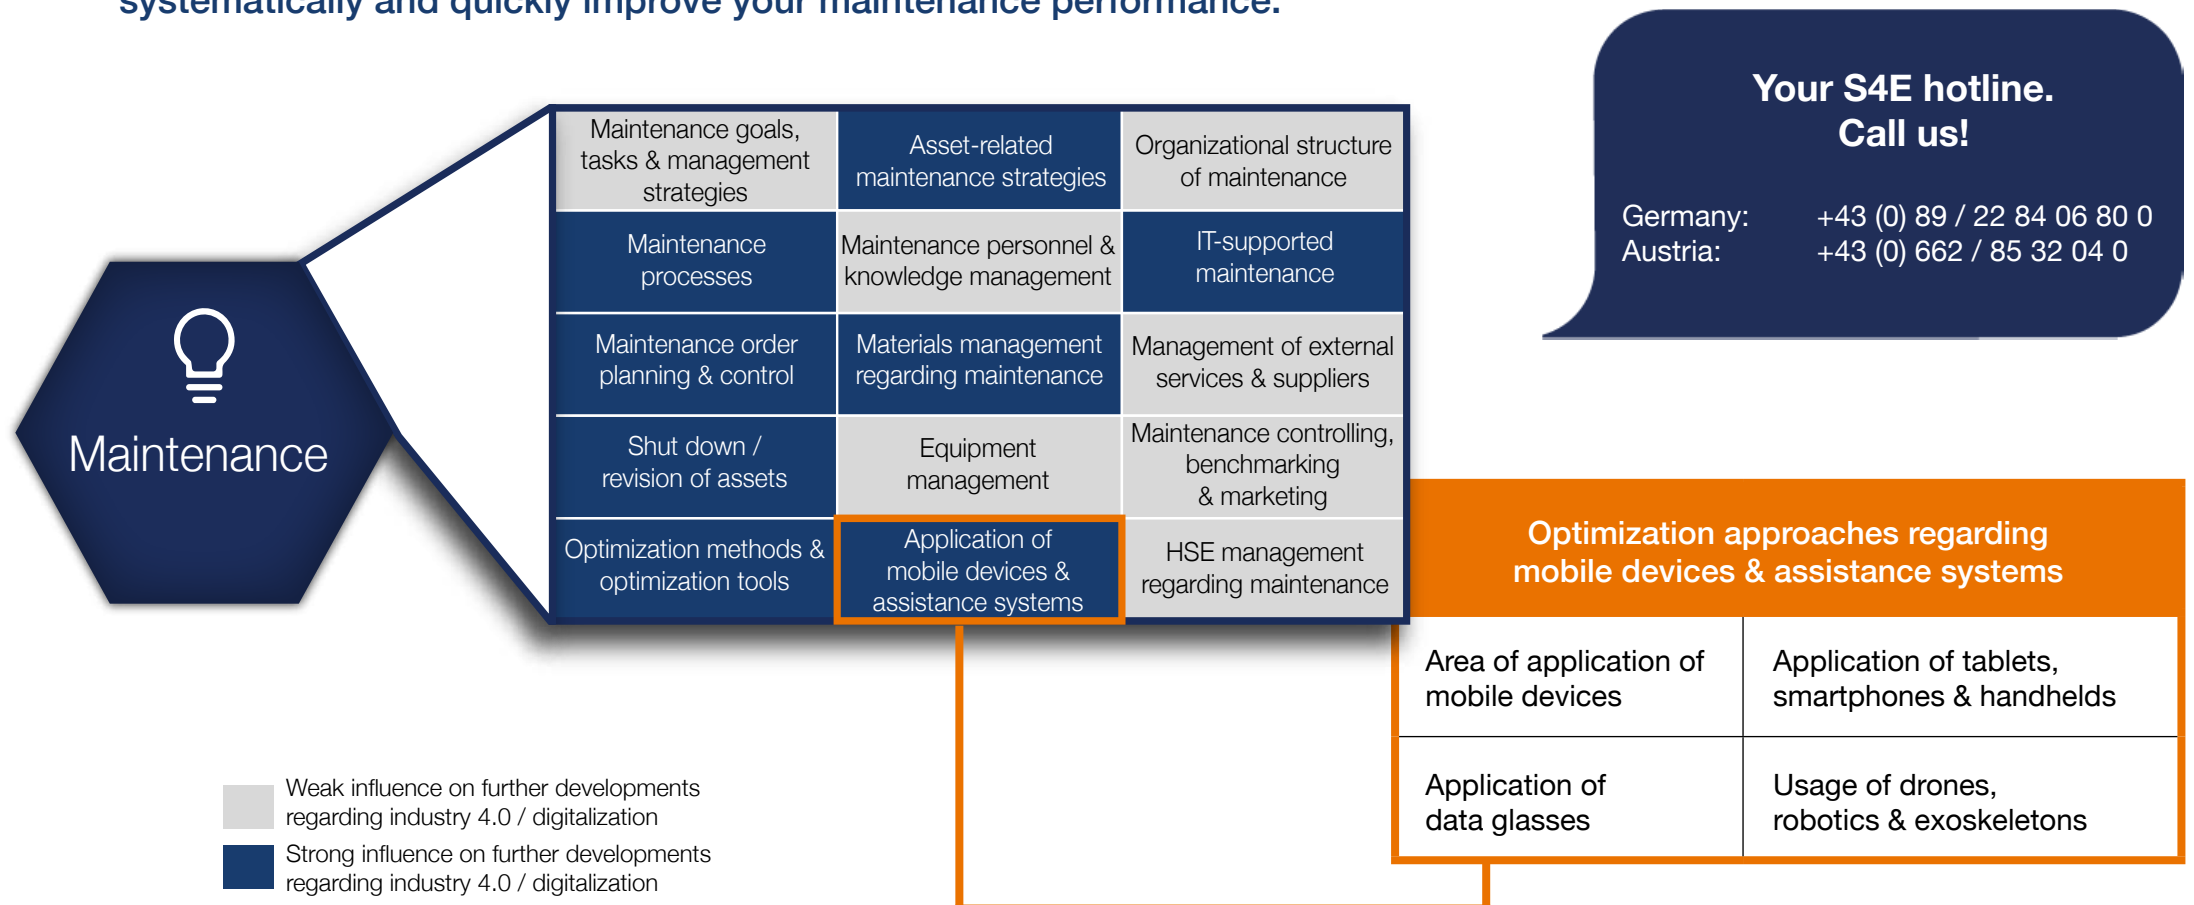 systematically and quickly improve your maintenance performance.
Your S4E hotline.
Call us!
Germany: +43 (0) 89 / 22 84 06 80 0
Austria: +43 (0) 662 / 85 32 04 0
Maintenance
Maintenance goals,
tasks & management
strategies
Asset-related
maintenance strategies
Organizational structure
of maintenance
Maintenance
processes
Maintenance personnel &
knowledge management
IT-supported
maintenance
Maintenance order
planning & control
Materials management
regarding maintenance
Management of external
services & suppliers
Shut down /
revision of assets
Equipment
management
Maintenance controlling,
benchmarking
& marketing
Optimization methods &
optimization tools
Application of
mobile devices &
assistance systems
HSE management
regarding maintenance
Optimization approaches regarding
mobile devices & assistance systems
Area of application of
mobile devices
Application of tablets,
smartphones & handhelds
Application of
data glasses
Usage of drones,
robotics & exoskeletons
Weak influence on further developments
regarding industry 4.0 / digitalization
Strong influence on further developments
regarding industry 4.0 / digitalization